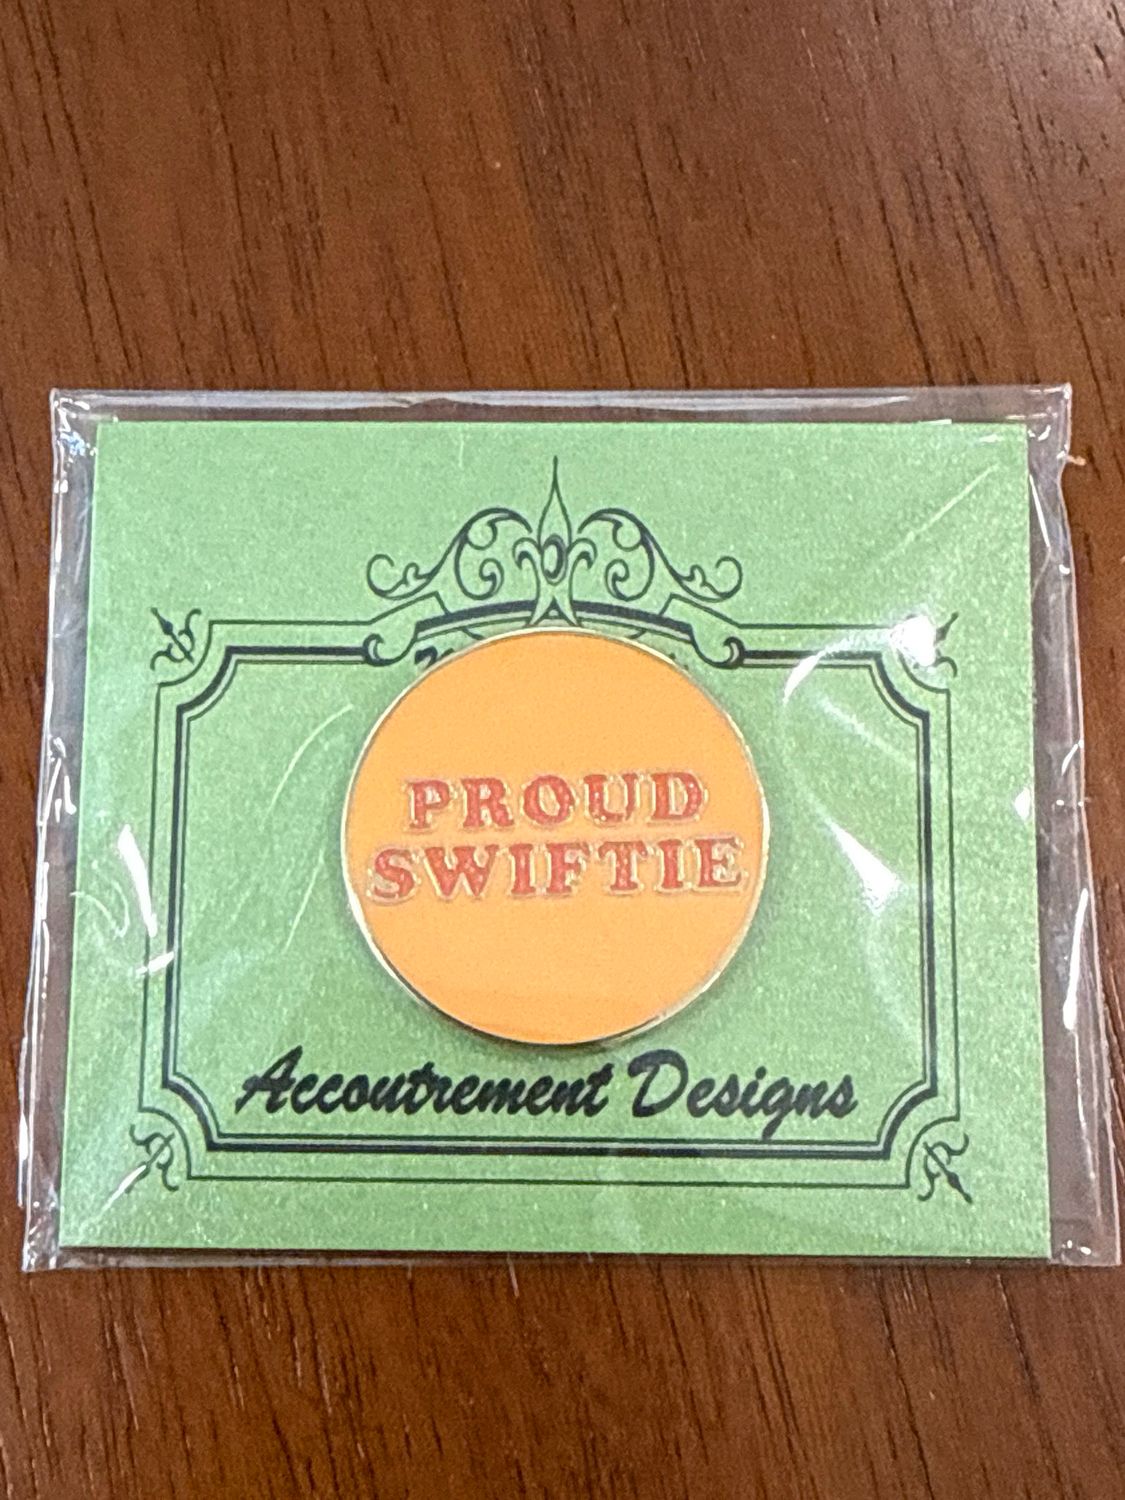 PROUD
SWIFTIE
Accoutrement Designs